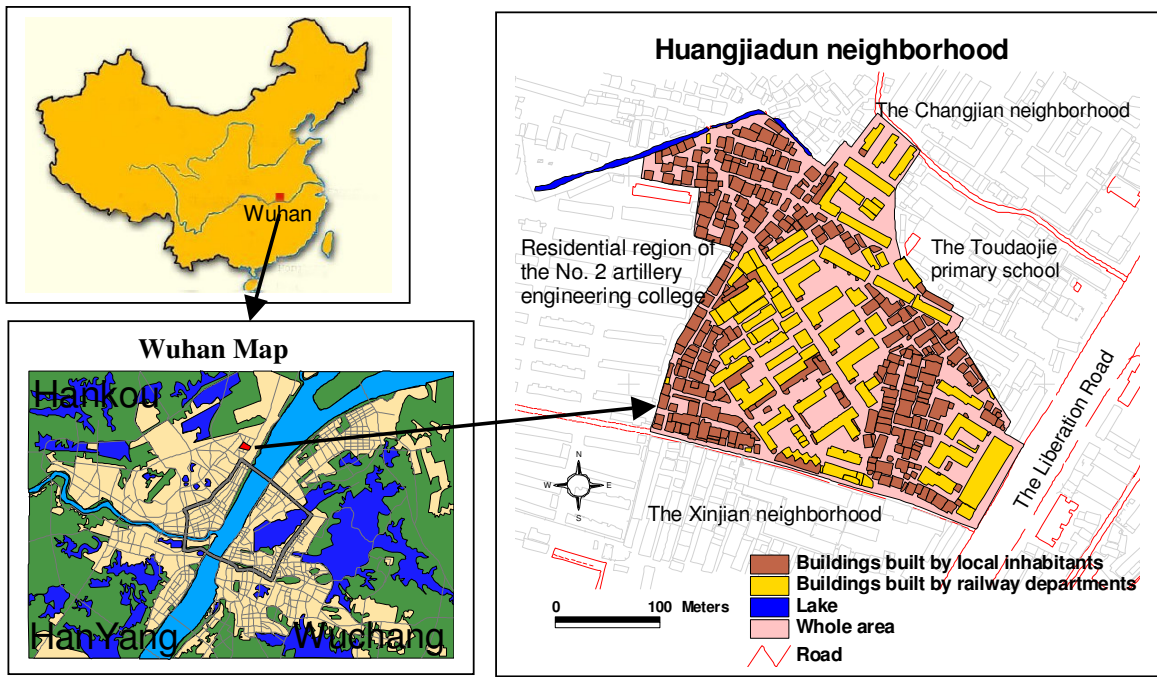 Wuhan
Wuhan Map
Hankou
HanYang
Wuchang
Huangjiadun neighborhood
The Changjian neighborhood
Residential region of
the No. 2 artillery
engineering college
The Toudaojie
primary school
The Liberation Road
N
W
E
S
The Xinjian neighborhood
Buildings built by local inhabitants
Buildings built by railway departments
Lake
Whole area
Road
0
100
Meters